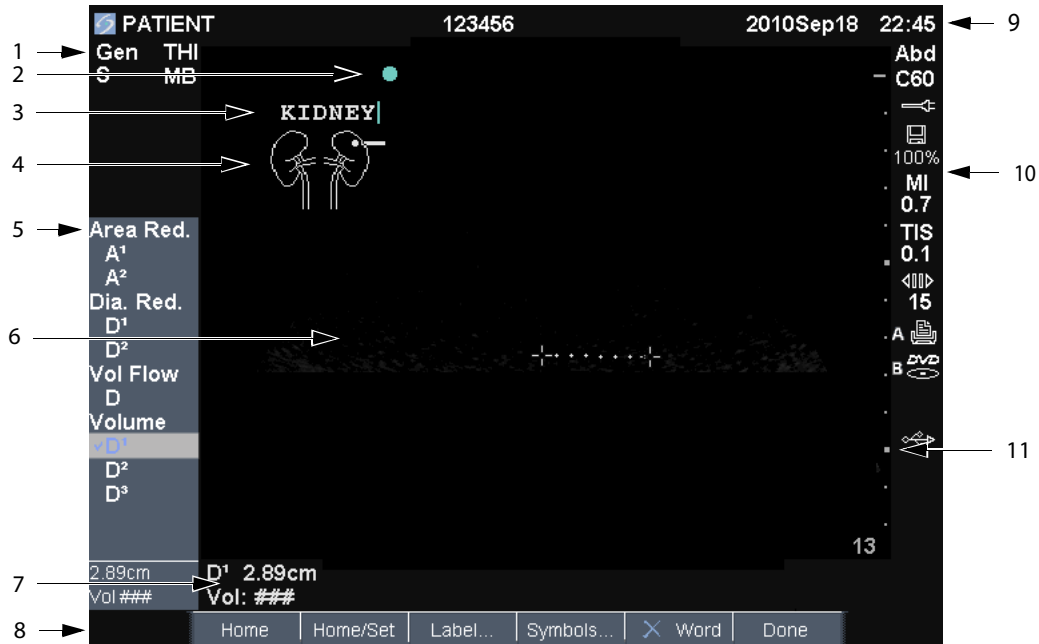 PATIENT 123456 2010Sep18 22:45 9
1 Gen THI Abd
2 S MB C60
3 KIDNEY
100%
4 10
MI
0.7
5 Area Red. TIS
A¹ 0.1
A²
Dia. Red. 15
D¹
6 A
D²
Vol Flow B DVD
D
Volume
✓D¹ 11
D²
D³
13
2.89cm D¹ 2.89cm
7
Vol ### Vol: ###
8 Home Home/Set Label... Symbols... X Word Done